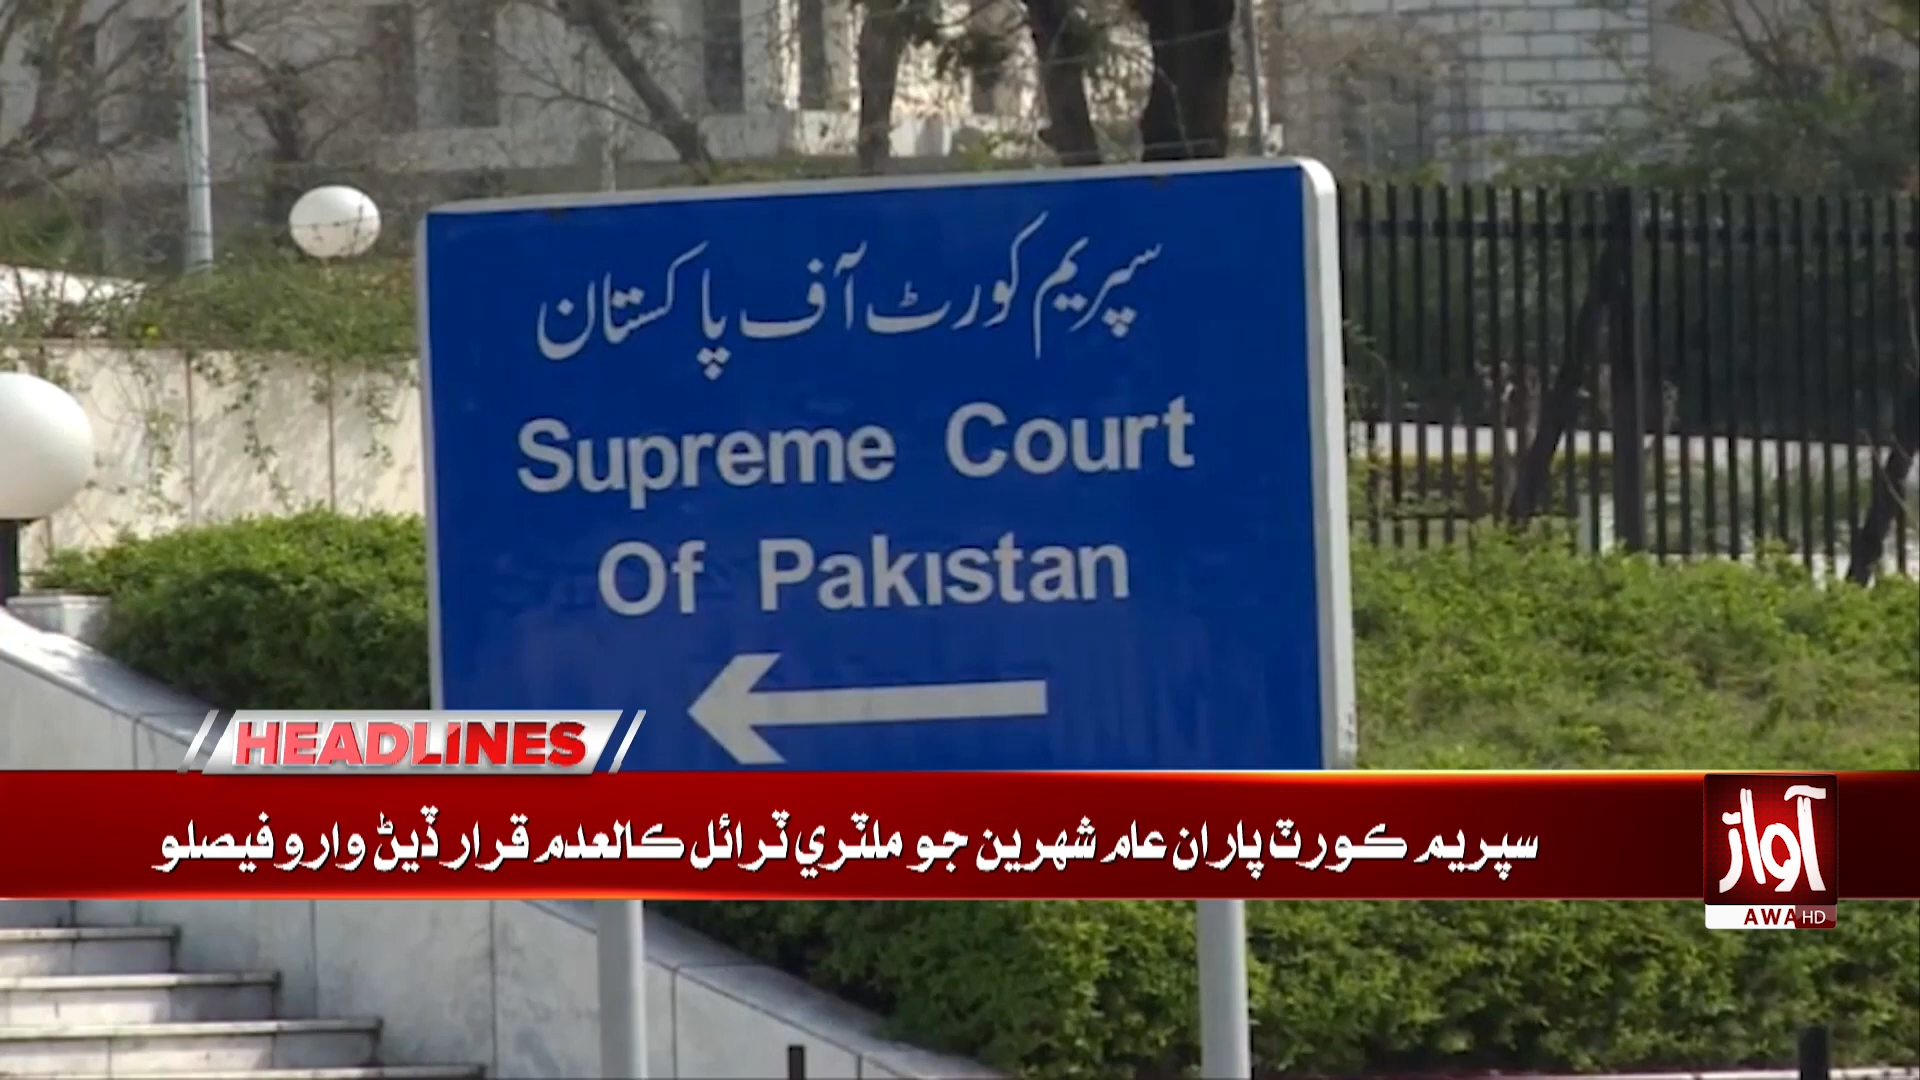 سپریم کورٹ آف پاکستان
Supreme Court
Of Pakistan
HEADLINES
سپريم ڪورٽ پاران عام شهرين جو ملٽري ٽرائل ڪالعدم قرار ڏيڻ وارو فيصلو
آواز
AWA HD